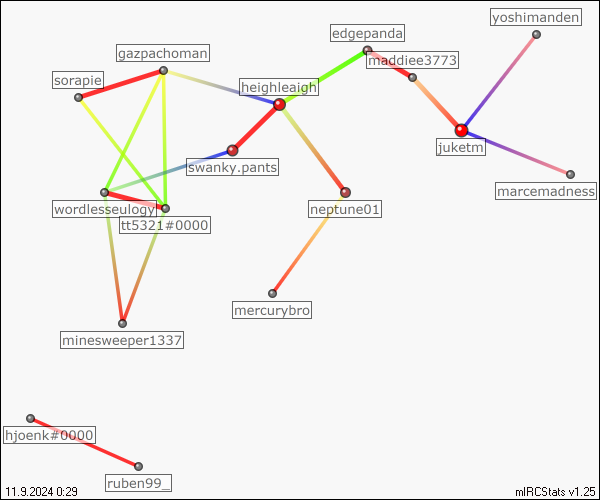 yoshimanden
edgepanda
gazpachoman
maddiee3773
sorapie
heighleaigh
juketm
swanky.pants
marcemadness
wordlesseulogy
neptune01
tt5321#0000
mercurybro
minesweeper1337
hjoenk#0000
ruben99_
11.9.2024 0:29
mIRCStats v1.25